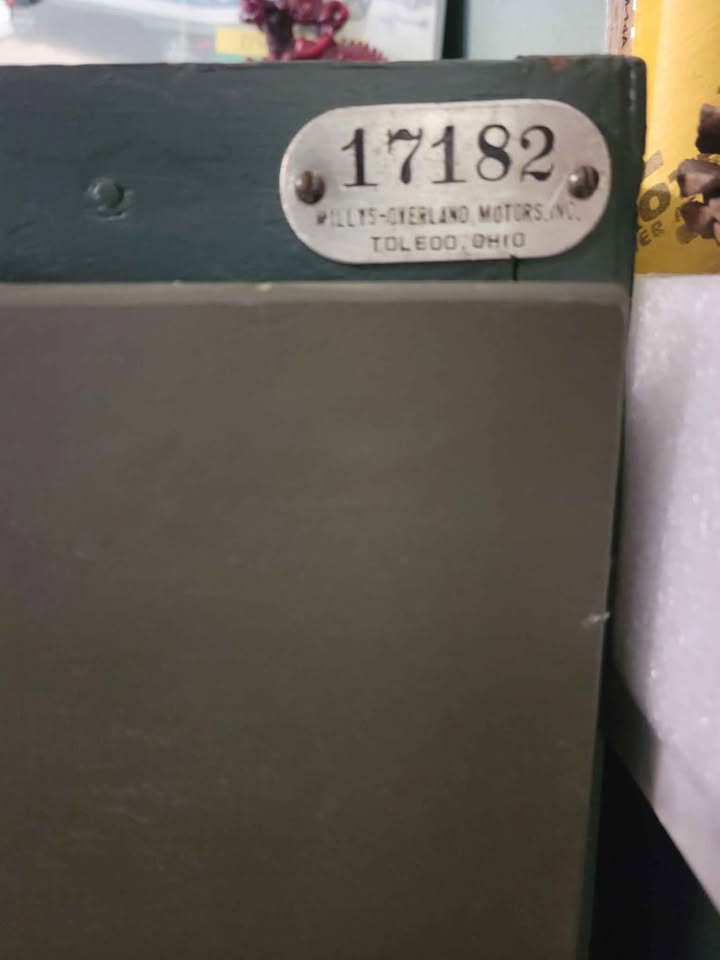 17182
WILLYS-OVERLAND, MOTORS, INC.
TOLEDO, OHIO